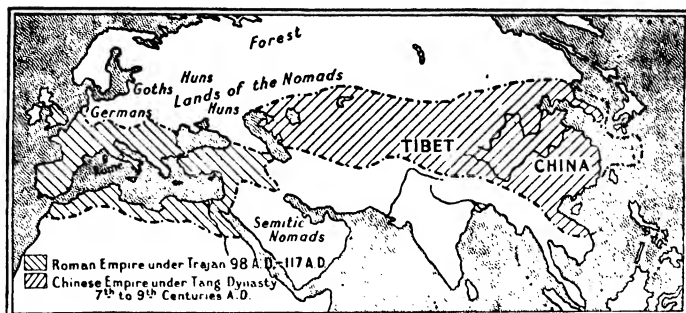 Forest
Huns
Goths
Lands of the Nomads
Huns
Germans
TIBET
CHINA
Rome
Semitic
Nomads
Roman Empire under Trajan 98 A.D.-117 A.D.
Chinese Empire under Tang Dynasty
7th to 9th Centuries A.D.